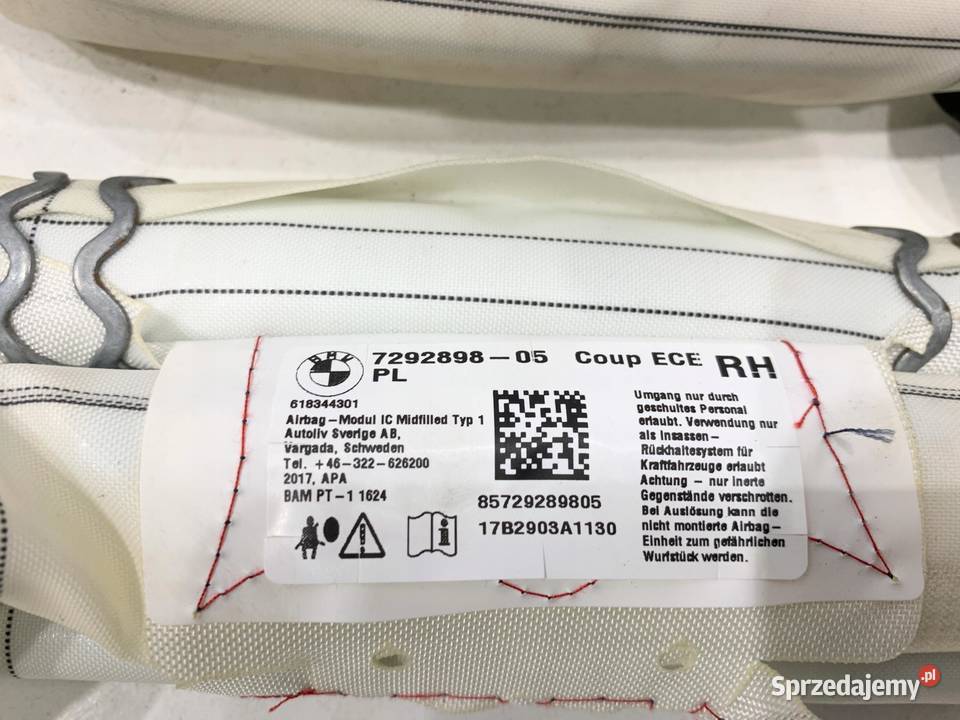 BMW
7292898-05 Coup ECE RH
PL
618344301
Airbag-Modul IC Midfilled Typ 1
Autoliv Sverige AB,
Vargada, Schweden
Tel. +46-322-626200
2017, APA
BAM PT-1 1624
85729289805
17B2903A1130
Umgang nur durch
geschultes Personal
erlaubt. Verwendung nur
als Insassen-
Rückhaltesystem für
Kraftfahrzeuge erlaubt
Achtung - nur inerte
Gegenstände verschrotten.
Bei Auslösung kann die
nicht montierte Airbag-
Einheit zum gefährlichen
Wurfstück werden.
Sprzedajemy.pl